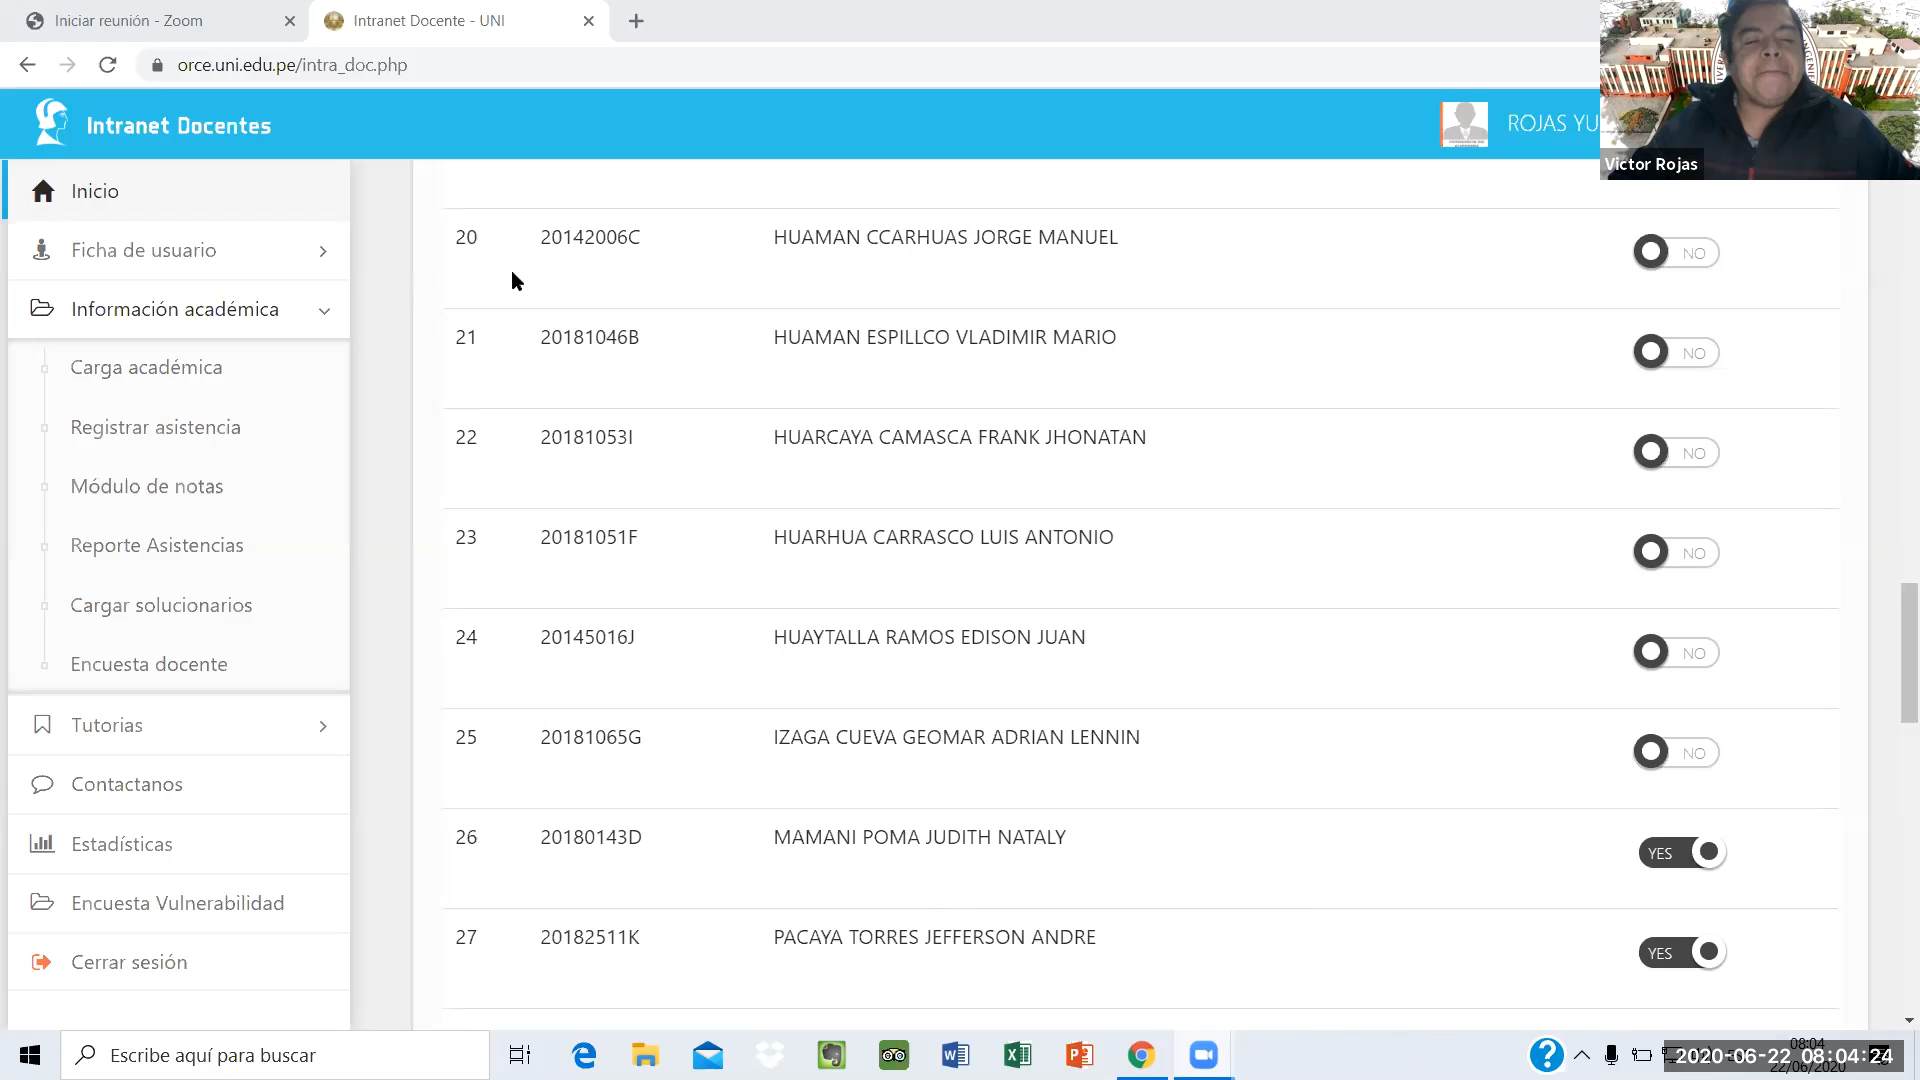 Iniciar reunión - Zoom
Intranet Docente - UNI
orce.uni.edu.pe/intra_doc.php
Intranet Docentes
ROJAS YU
Victor Rojas
Inicio
Ficha de usuario
Información académica
Carga académica
Registrar asistencia
Módulo de notas
Reporte Asistencias
Cargar solucionarios
Encuesta docente
Tutorias
Contactanos
Estadísticas
Encuesta Vulnerabilidad
Cerrar sesión
20 20142006C HUAMAN CCARHUAS JORGE MANUEL NO
21 20181046B HUAMAN ESPILLCO VLADIMIR MARIO NO
22 20181053I HUARCAYA CAMASCA FRANK JHONATAN NO
23 20181051F HUARHUA CARRASCO LUIS ANTONIO NO
24 20145016J HUAYTALLA RAMOS EDISON JUAN NO
25 20181065G IZAGA CUEVA GEOMAR ADRIAN LENNIN NO
26 20180143D MAMANI POMA JUDITH NATALY YES
27 20182511K PACAYA TORRES JEFFERSON ANDRE YES
Escribe aquí para buscar
08:04
2020-06-22 08:04:24
22/06/2020